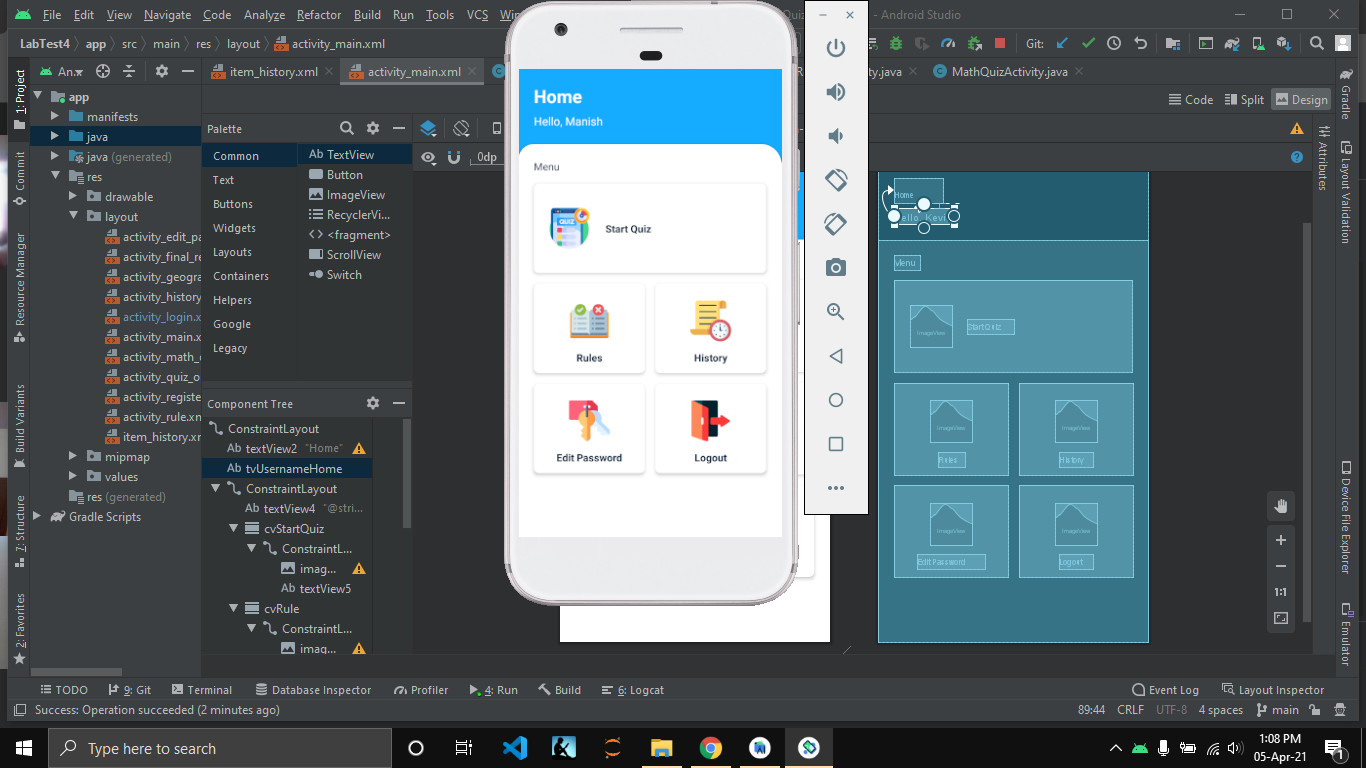 File Edit View Navigate Code Analyze Refactor Build Run Tools VCS
- Android Studio
LabTest4 app src main res layout activity_main.xml
Git:
An...
item_history.xml
activity_main.xml
MathQuizActivity.java
Code
Split
Design
1: Project
Commit
Resource Manager
Build Variants
7: Structure
2: Favorites
app
manifests
java
java (generated)
res
drawable
layout
activity_edit_pa
activity_final_re
activity_geogra
activity_history
activity_login.x
activity_main.x
activity_math_
activity_quiz_o
activity_registe
activity_rule.xn
item_history.xr
mipmap
values
res (generated)
Gradle Scripts
Palette
Common
Text
Buttons
Widgets
Layouts
Containers
Helpers
Google
Legacy
Ab TextView
Button
ImageView
RecyclerVi...
<> <fragment>
ScrollView
Switch
0dp
Component Tree
ConstraintLayout
Ab textView2 "Home"
Ab tvUsernameHome
ConstraintLayout
Ab textView4 "@stri...
cvStartQuiz
ConstraintL...
imag...
Ab textView5
cvRule
ConstraintL...
imag...
Home
Hello, Manish
Menu
QUIZ
Start Quiz
Rules
History
Edit Password
Logout
Home
Menu
ImageView
Start Quiz
ImageView
ImageView
Rules
History
ImageView
ImageView
Edit Password
Logout
1:1
Gradle
Attributes
Layout Validation
Device File Explorer
Emulator
TODO
9: Git
Terminal
Database Inspector
Profiler
4: Run
Build
6: Logcat
Event Log
Layout Inspector
Success: Operation succeeded (2 minutes ago)
89:44 CRLF UTF-8 4 spaces main
Type here to search
1:08 PM
05-Apr-21
1